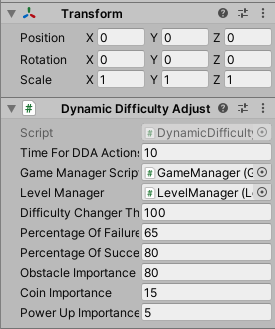 Transform
Position X 0 Y 0 Z 0
Rotation X 0 Y 0 Z 0
Scale X 1 Y 1 Z 1
# Dynamic Difficulty Adjust
Script # DynamicDifficulty
Time For DDA Actions 10
Game Manager Script # GameManager (G
Level Manager # LevelManager (L
Difficulty Changer Th 100
Percentage Of Failure 65
Percentage Of Succe 80
Obstacle Importance 80
Coin Importance 15
Power Up Importance 5